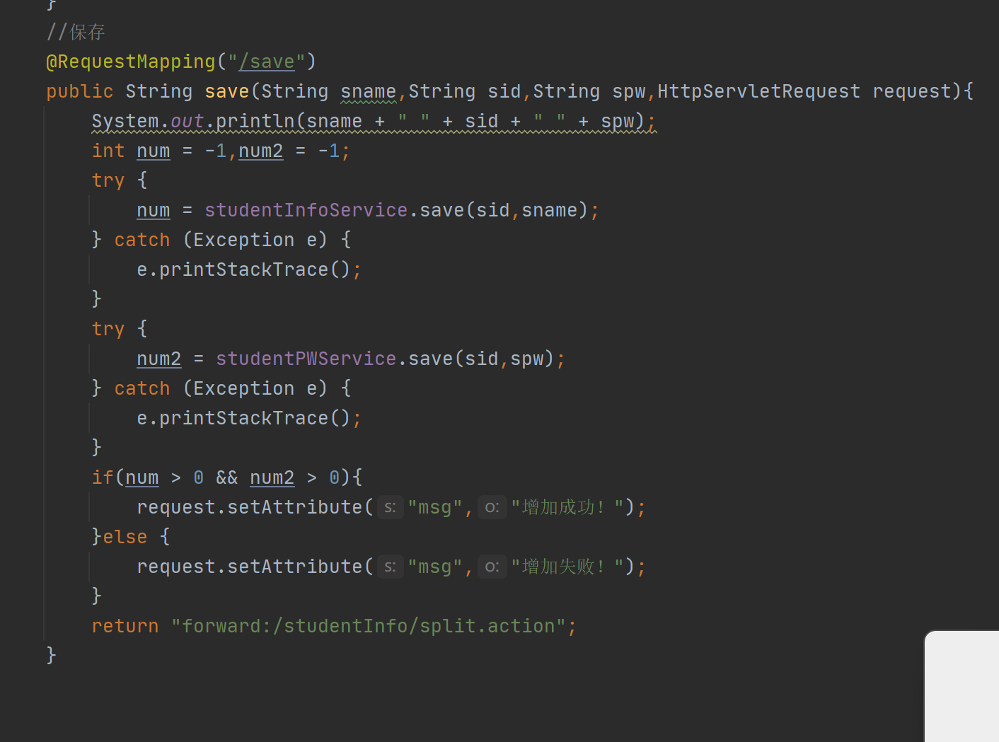 }
//保存
@RequestMapping("/save")
public String save(String sname,String sid,String spw,HttpServletRequest request){
System.out.println(sname + " " + sid + " " + spw);
int num = -1,num2 = -1;
try {
num = studentInfoService.save(sid,sname);
} catch (Exception e) {
e.printStackTrace();
}
try {
num2 = studentPWService.save(sid,spw);
} catch (Exception e) {
e.printStackTrace();
}
if(num > 0 && num2 > 0){
request.setAttribute( s: "msg", o: "增加成功！");
}else {
request.setAttribute( s: "msg", o: "增加失败！");
}
return "forward:/studentInfo/split.action";
}